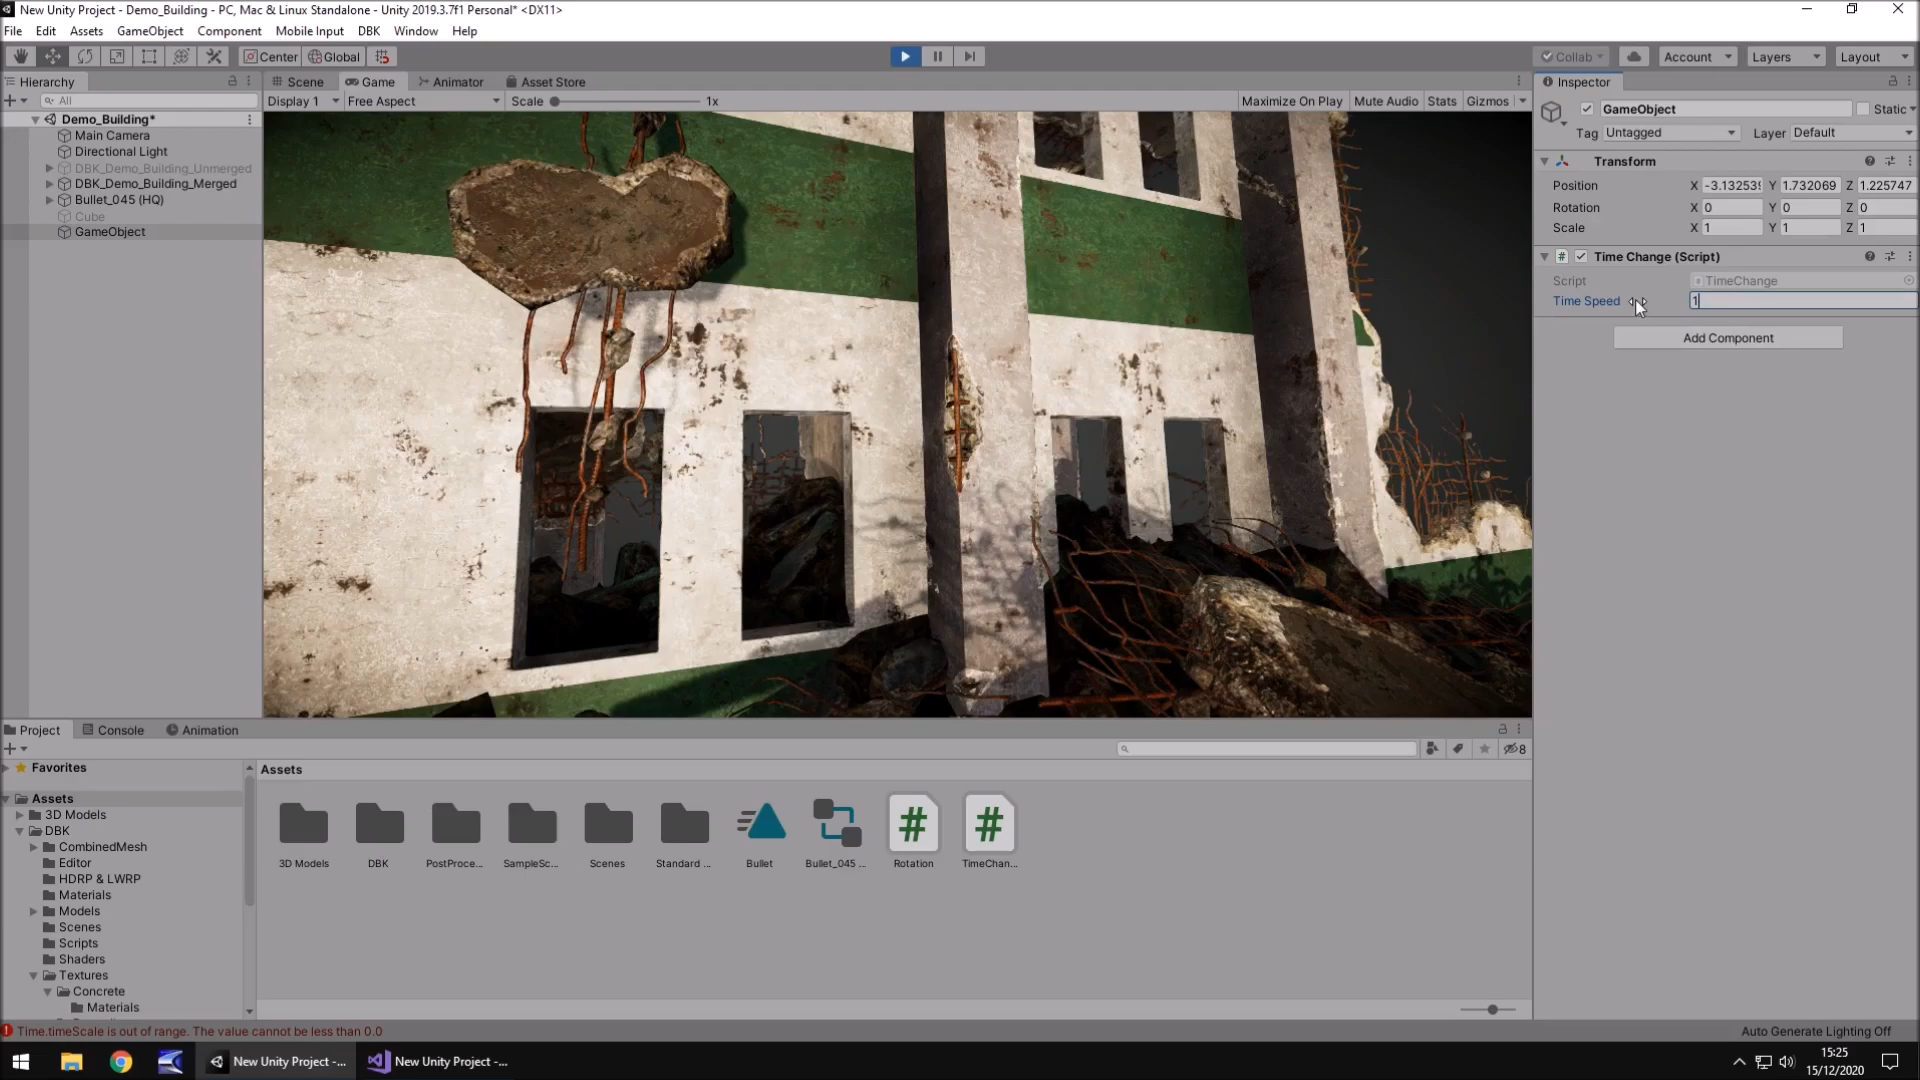 New Unity Project - Demo_Building - PC, Mac & Linux Standalone - Unity 2019.3.7f1 Personal* <DX11>
File Edit Assets GameObject Component Mobile Input DBK Window Help
Center Global Collab Account Layers Layout
Hierarchy Scene Game Animator Asset Store Inspector
All Display 1 Free Aspect Scale 1x Maximize On Play Mute Audio Stats Gizmos
GameObject Static
Demo_Building*
Main Camera
Directional Light
DBK_Demo_Building_Unmerged
DBK_Demo_Building_Merged
Bullet_045 (HQ)
Cube
GameObject
Tag Untagged Layer Default
Transform
Position X -3.132539 Y 1.732069 Z 1.225747
Rotation X 0 Y 0 Z 0
Scale X 1 Y 1 Z 1
# Time Change (Script)
Script TimeChange
Time Speed 1
Add Component
Project Console Animation
8
Favorites
Assets
3D Models
DBK
CombinedMesh
Editor
HDRP & LWRP
Materials
Models
Scenes
Scripts
Shaders
Textures
Concrete
Materials
Assets
# #
3D Models DBK PostProce... SampleSc... Scenes Standard ... Bullet Bullet_045 ... Rotation TimeChan...
Time.timeScale is out of range. The value cannot be less than 0.0
Auto Generate Lighting Off
New Unity Project -... New Unity Project -...
15:25
15/12/2020